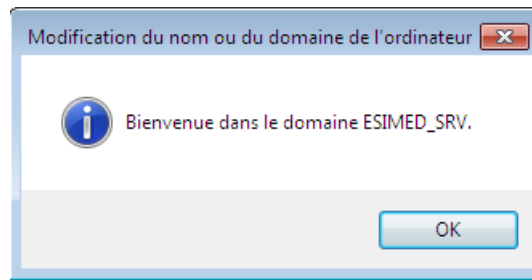 Modification du nom ou du domaine de l'ordinateur
Bienvenue dans le domaine ESIMED_SRV.
OK